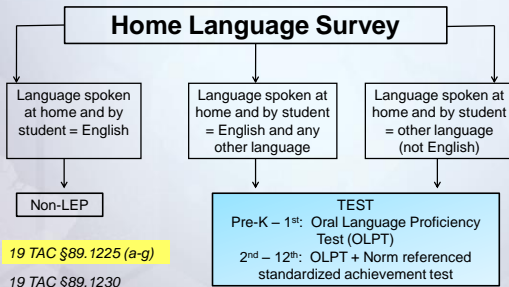 Home Language Survey
Language spoken
at home and by
student = English
Language spoken at
home and by student
= English and any
other language
Language spoken at
home and by student
= other language
(not English)
Non-LEP
TEST
Pre-K – 1st: Oral Language Proficiency
Test (OLPT)
2nd – 12th: OLPT + Norm referenced
standardized achievement test
19 TAC §89.1225 (a-g)
19 TAC §89.1230